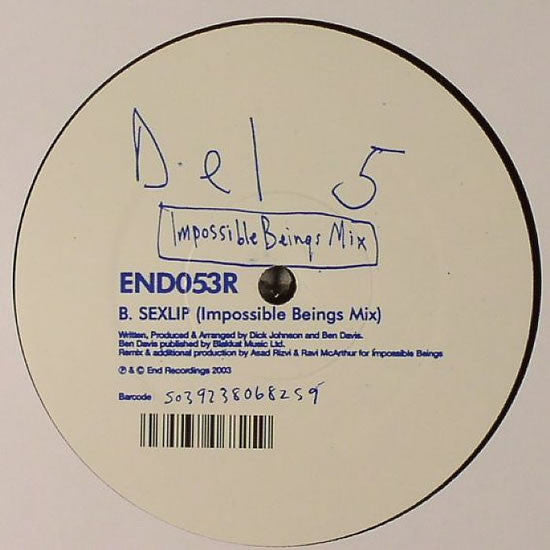 Del 5
Impossible Beings Mix
END053R
B. SEXLIP (Impossible Beings Mix)
Written, Produced & Arranged by Dick Johnson and Ben Davis.
Ben Davis published by Blakdust Music Ltd.
Remix & additional production by Asad Rizvi & Ravi McArthur for Impossible Beings
℗ & © End Recordings 2003
Barcode 5039238068259